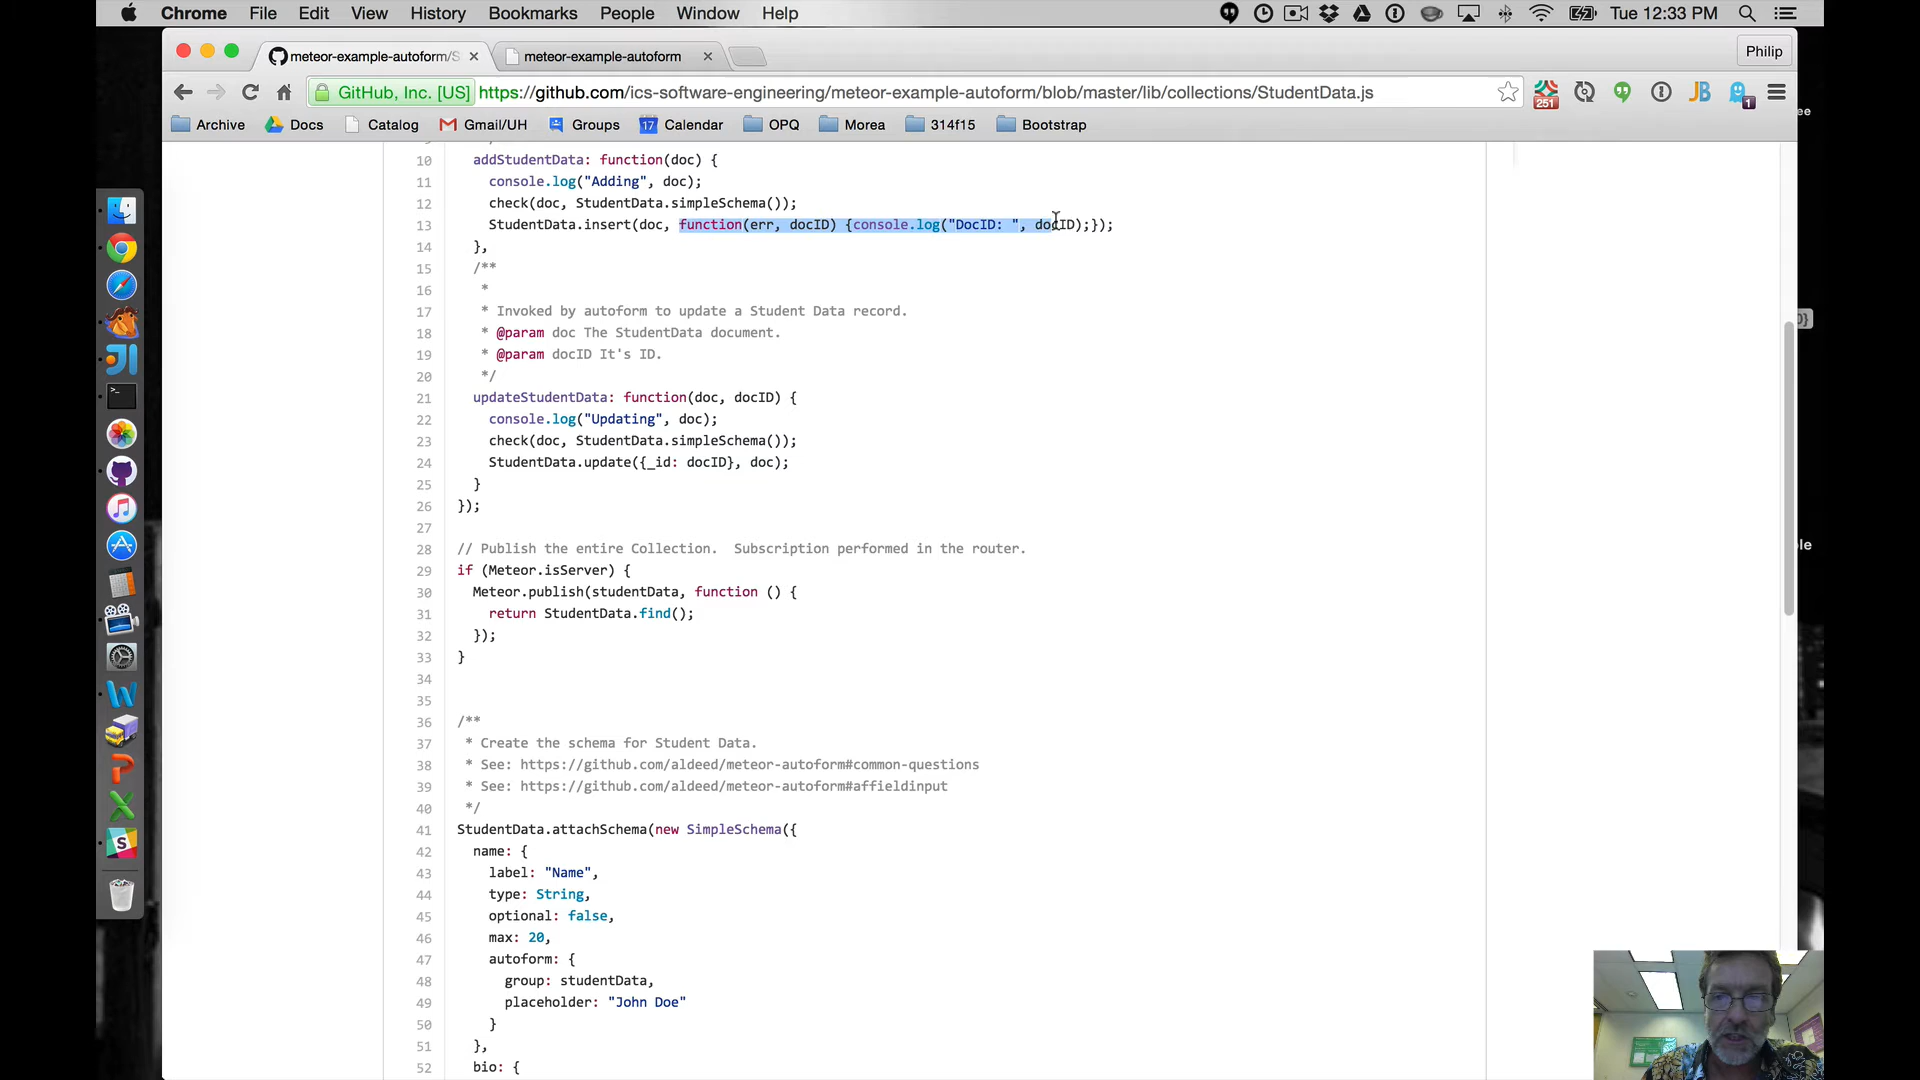 Chrome File Edit View History Bookmarks People Window Help Tue 12:33 PM
meteor-example-autoform/S meteor-example-autoform Philip
GitHub, Inc. [US] https://github.com/ics-software-engineering/meteor-example-autoform/blob/master/lib/collections/StudentData.js 251 JB 1
Archive Docs Catalog Gmail/UH Groups 17 Calendar OPQ Morea 314f15 Bootstrap
10 addStudentData: function(doc) {
11 console.log("Adding", doc);
12 check(doc, StudentData.simpleSchema());
13 StudentData.insert(doc, function(err, docID) {console.log("DocID: ", docID);});
14 },
15 /**
16 *
17 * Invoked by autoform to update a Student Data record.
18 * @param doc The StudentData document.
19 * @param docID It's ID.
20 */
21 updateStudentData: function(doc, docID) {
22 console.log("Updating", doc);
23 check(doc, StudentData.simpleSchema());
24 StudentData.update({_id: docID}, doc);
25 }
26 });
27
28 // Publish the entire Collection.  Subscription performed in the router.
29 if (Meteor.isServer) {
30 Meteor.publish(studentData, function () {
31 return StudentData.find();
32 });
33 }
34
35
36 /**
37 * Create the schema for Student Data.
38 * See: https://github.com/aldeed/meteor-autoform#common-questions
39 * See: https://github.com/aldeed/meteor-autoform#affieldinput
40 */
41 StudentData.attachSchema(new SimpleSchema({
42 name: {
43 label: "Name",
44 type: String,
45 optional: false,
46 max: 20,
47 autoform: {
48 group: studentData,
49 placeholder: "John Doe"
50 }
51 },
52 bio: {